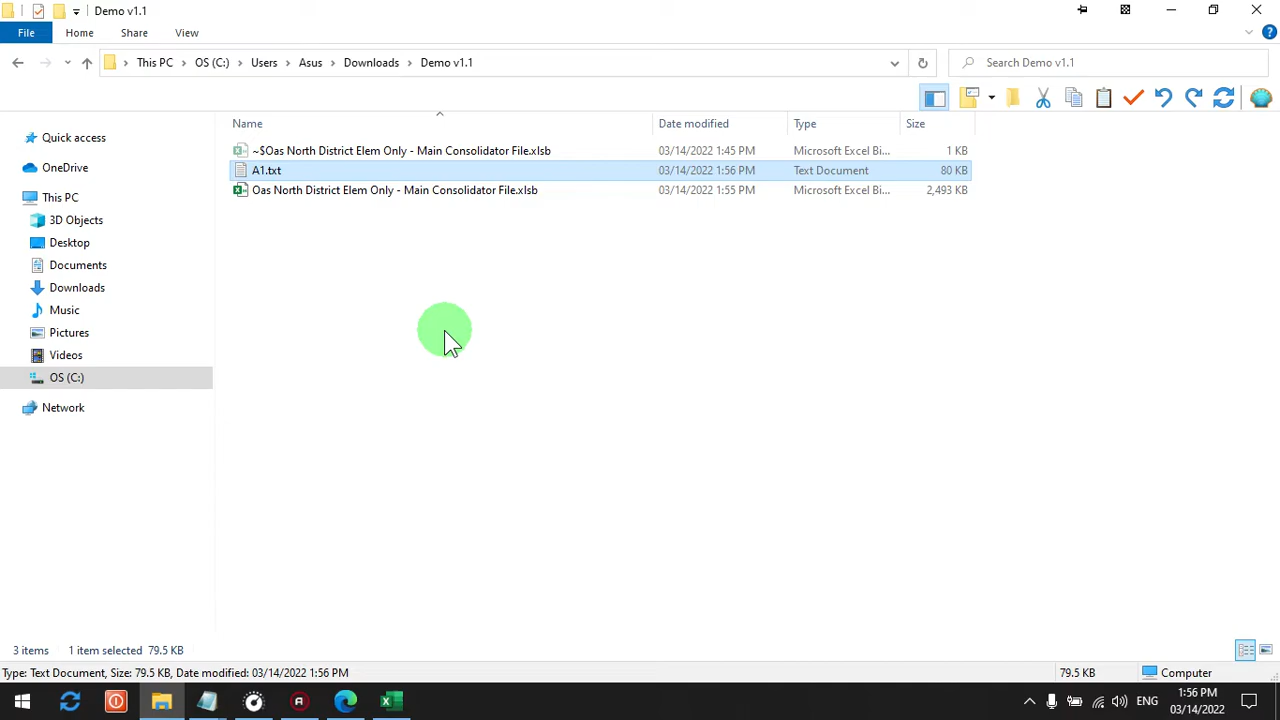 Demo v1.1
File Home Share View
This PC OS (C:) Users Asus Downloads Demo v1.1 Search Demo v1.1
Name Date modified Type Size
~$Oas North District Elem Only - Main Consolidator File.xlsb 03/14/2022 1:45 PM Microsoft Excel Bi... 1 KB
A1.txt 03/14/2022 1:56 PM Text Document 80 KB
Oas North District Elem Only - Main Consolidator File.xlsb 03/14/2022 1:55 PM Microsoft Excel Bi... 2,493 KB
Quick access
OneDrive
This PC
3D Objects
Desktop
Documents
Downloads
Music
Pictures
Videos
OS (C:)
Network
3 items 1 item selected 79.5 KB
Type: Text Document, Size: 79.5 KB, Date modified: 03/14/2022 1:56 PM 79.5 KB Computer
ENG 1:56 PM
03/14/2022